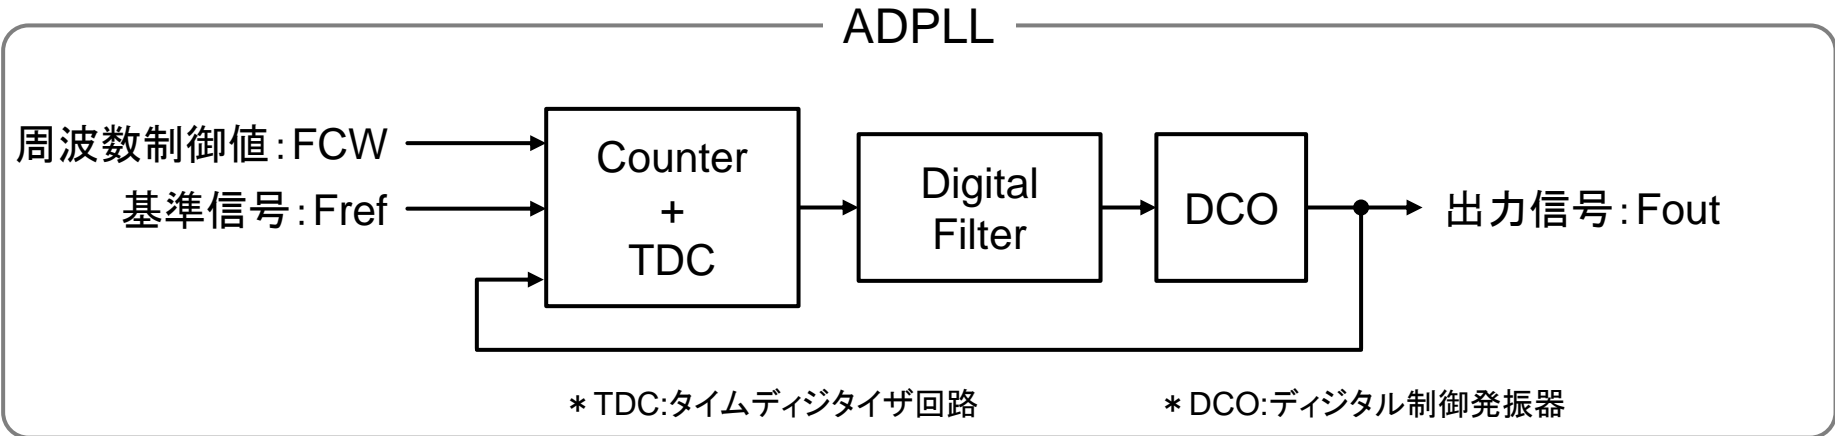 ADPLL
周波数制御値:FCW
基準信号:Fref
Counter
+
TDC
Digital
Filter
DCO
出力信号:Fout
*TDC:タイムディジタイザ回路
*DCO:ディジタル制御発振器